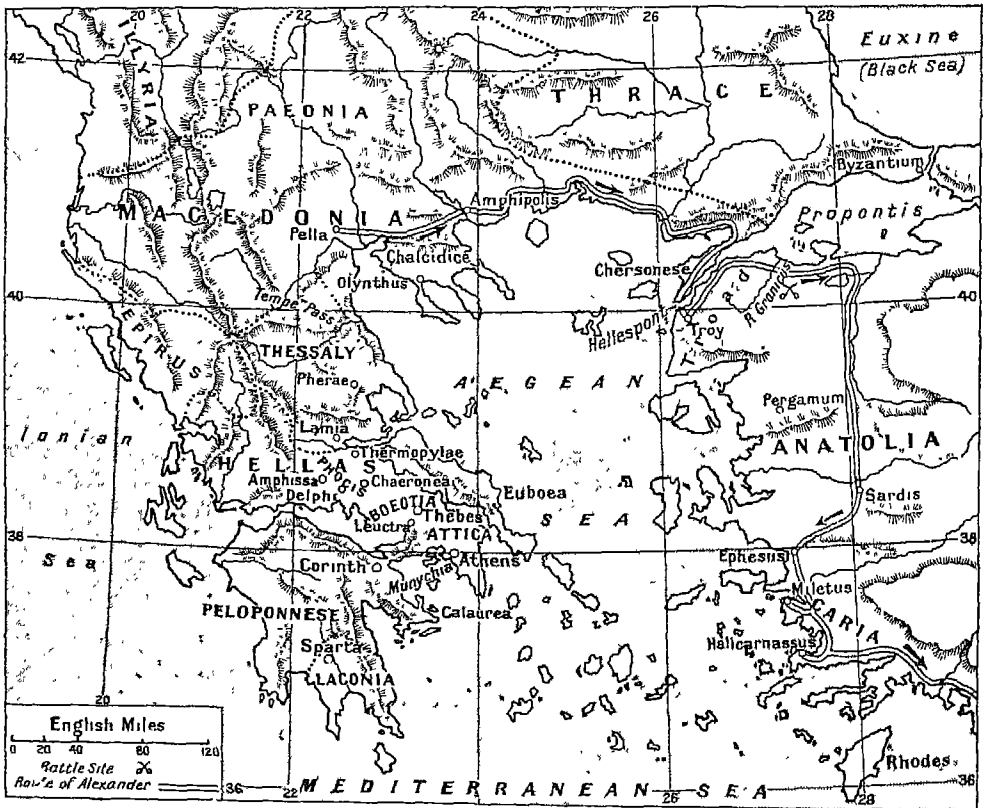 20
22
24
26
28
Euxine
(Black Sea)
42
42
ILLYRIA
PAEONIA
THRACE
Byzantium
Amphipolis
MACEDONIA
Propontis
Pella
Chalcidice
Chersonese
Olynthus
R Granicus
40
Tempe Pass
40
Hellespont
Troad
Troy
EPIRUS
THESSALY
Pherae
AEGEAN
Pergamum
Ionian
Lamia
ANATOLIA
Thermopylae
HELLAS
PHOCIS
Amphissa
Chaeronea
Delphi
Euboea
Sardis
BOEOTIA
Thebes
SEA
Leuctra
ATTICA
38
38
Sea
Ephesus
Athens
Corinth
Munychia
Miletus
PELOPONNESE
Calaurea
CARIA
Sparta
Halicarnassus
LACONIA
20
English Miles
0 20 40 80 120
Battle Site
Route of Alexander
Rhodes
36
22
MEDITERRANEAN SEA
26
28
36